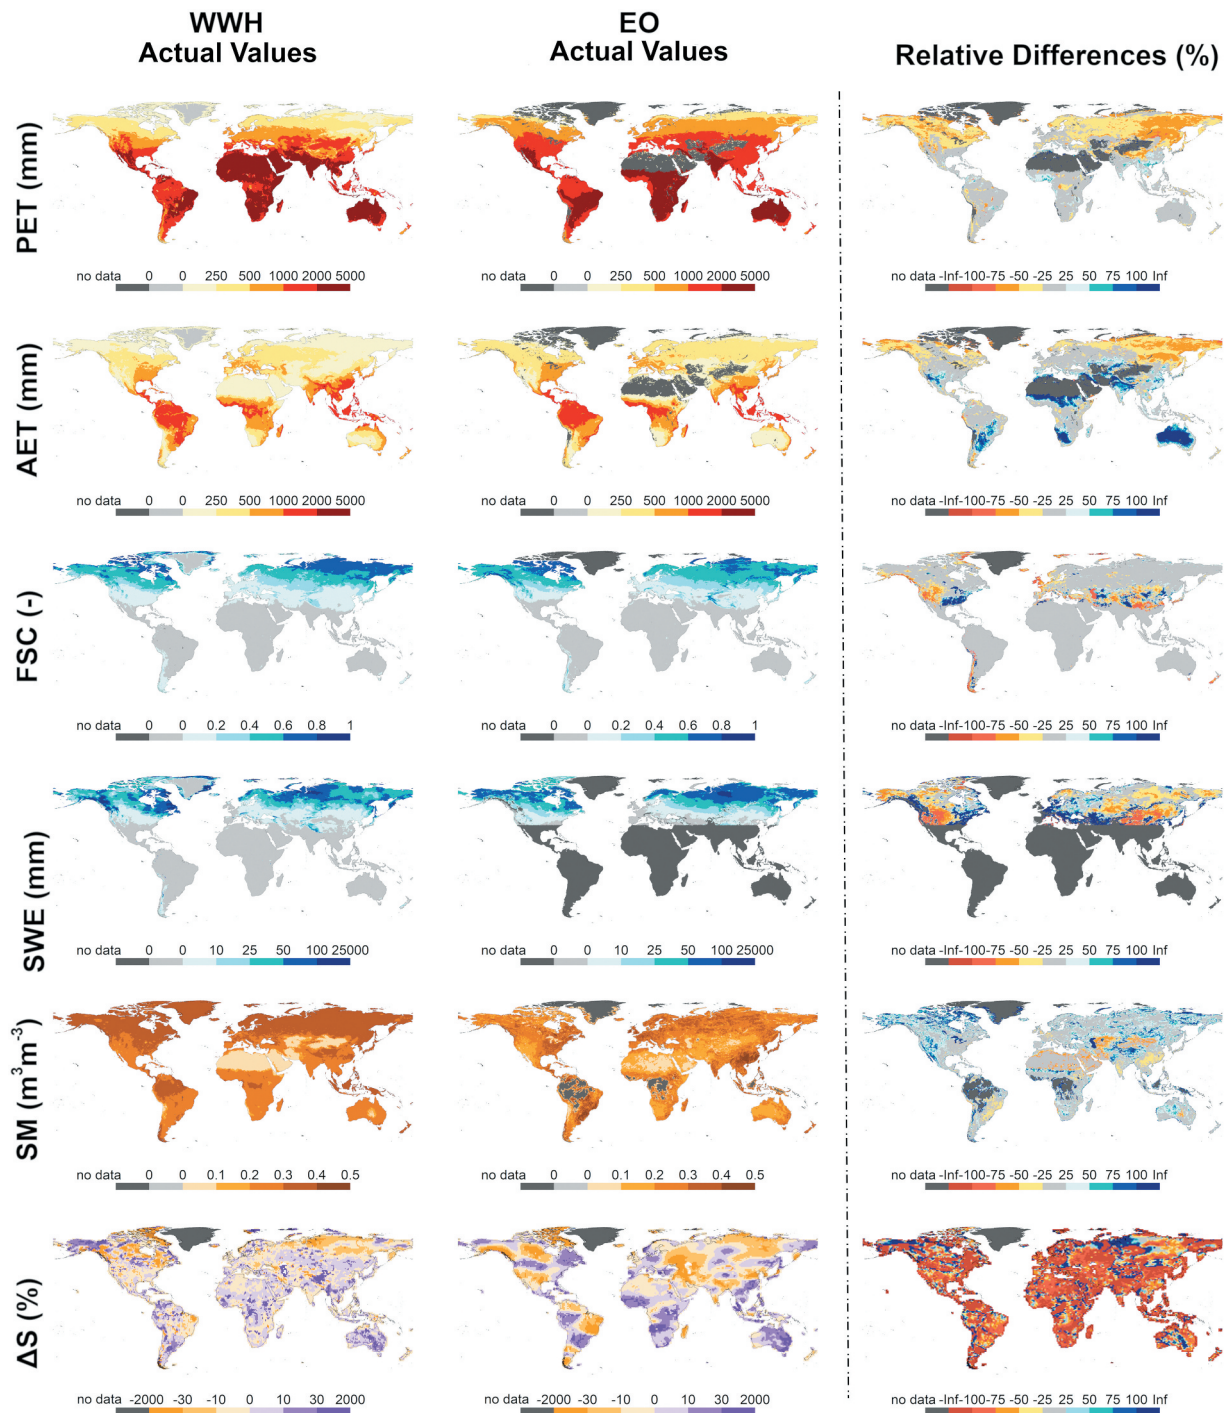 WWH
Actual Values
EO
Actual Values
Relative Differences (%)
PET (mm)
no data 0 0 250 500 1000 2000 5000
no data 0 0 250 500 1000 2000 5000
no data -Inf -100 -75 -50 -25 25 50 75 100 Inf
AET (mm)
no data 0 0 250 500 1000 2000 5000
no data 0 0 250 500 1000 2000 5000
no data -Inf -100 -75 -50 -25 25 50 75 100 Inf
FSC (-)
no data 0 0 0.2 0.4 0.6 0.8 1
no data 0 0 0.2 0.4 0.6 0.8 1
no data -Inf -100 -75 -50 -25 25 50 75 100 Inf
SWE (mm)
no data 0 0 10 25 50 100 25000
no data 0 0 10 25 50 100 25000
no data -Inf -100 -75 -50 -25 25 50 75 100 Inf
SM (m³m⁻³)
no data 0 0 0.1 0.2 0.3 0.4 0.5
no data 0 0 0.1 0.2 0.3 0.4 0.5
no data -Inf -100 -75 -50 -25 25 50 75 100 Inf
ΔS (%)
no data -2000 -30 -10 0 10 30 2000
no data -2000 -30 -10 0 10 30 2000
no data -Inf -100 -75 -50 -25 25 50 75 100 Inf